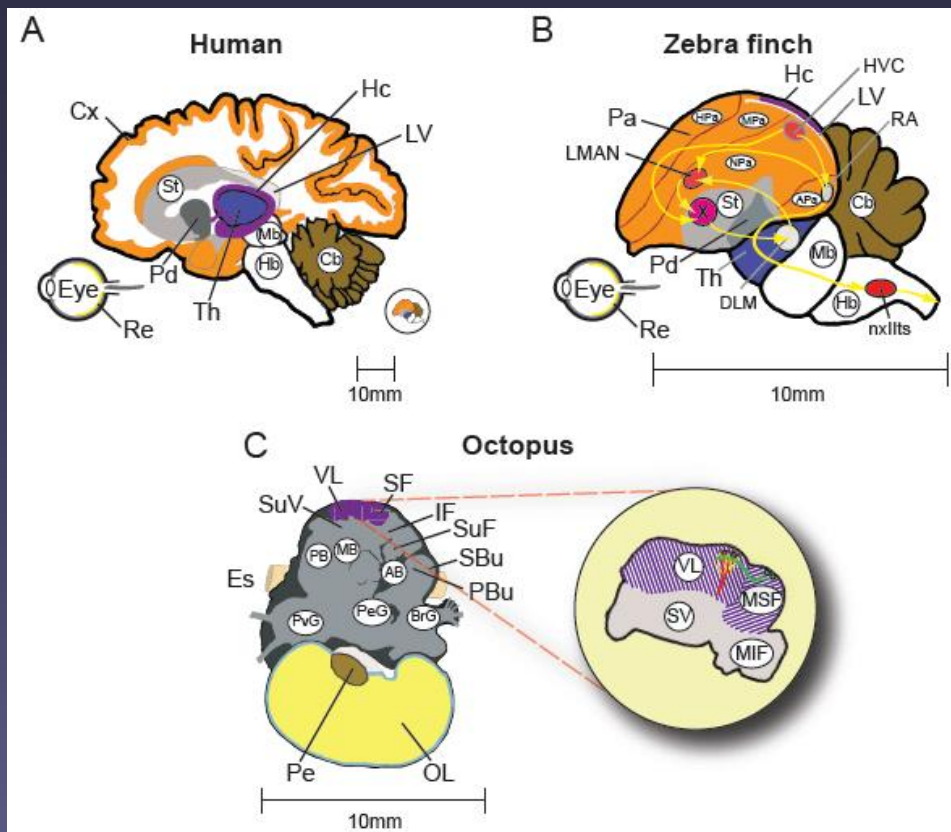 A
Human
Cx
Hc
LV
St
Mb
Hb
Cb
Pd
Th
Eye
Re
10mm
B
Zebra finch
Hc
HVC
LV
RA
Pa
HPa
MPa
LMAN
NPa
APa
X
St
Cb
Pd
Th
Mb
DLM
Hb
nxIIts
Eye
Re
10mm
C
Octopus
VL
SF
SuV
IF
SuF
SBu
PBu
PB
MB
AB
Es
PvG
PeG
BrG
Pe
OL
10mm
VL
MSF
SV
MIF